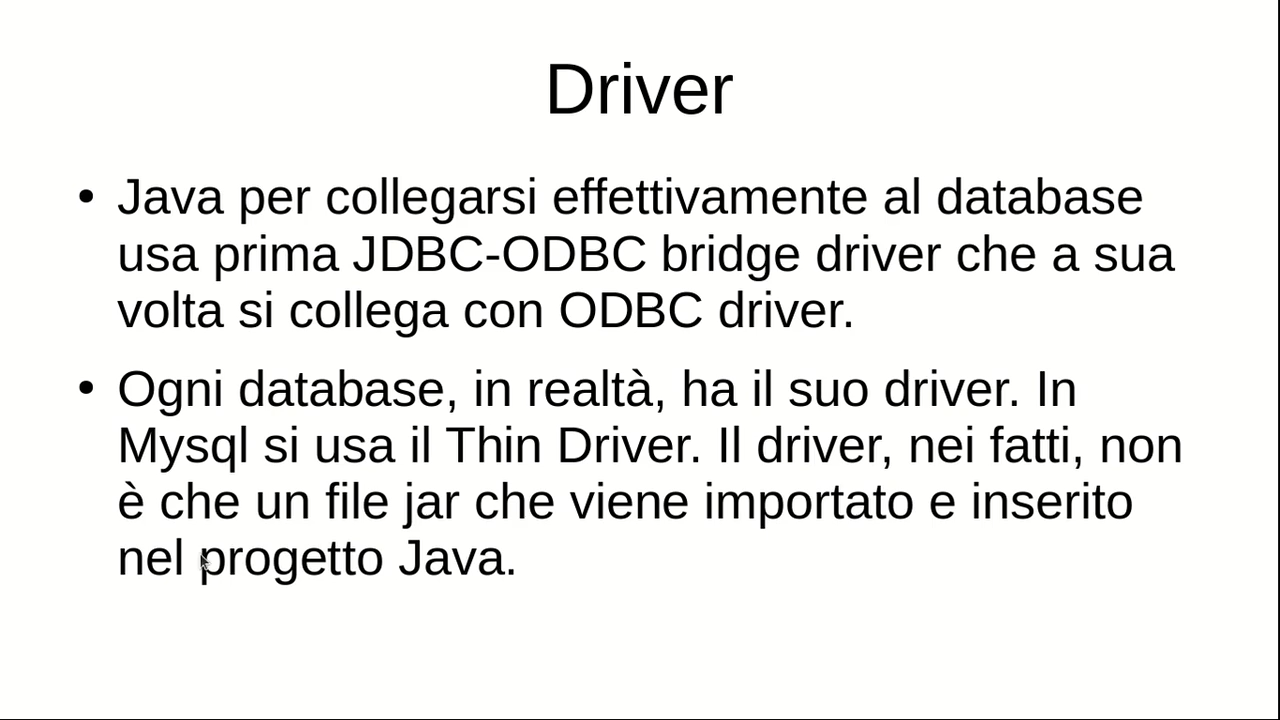 Driver
• Java per collegarsi effettivamente al database
usa prima JDBC-ODBC bridge driver che a sua
volta si collega con ODBC driver.
• Ogni database, in realtà, ha il suo driver. In
Mysql si usa il Thin Driver. Il driver, nei fatti, non
è che un file jar che viene importato e inserito
nel progetto Java.